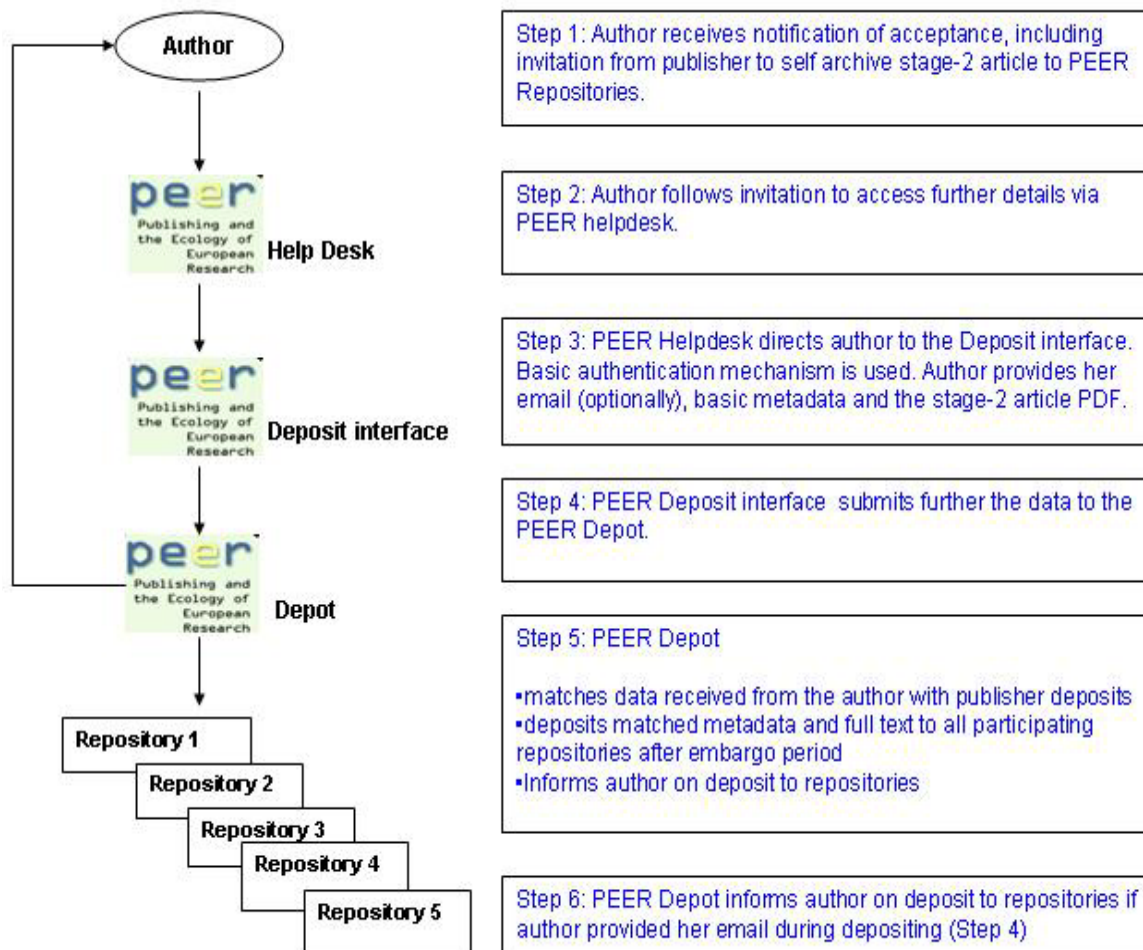 Author
Step 1: Author receives notification of acceptance, including
invitation from publisher to self archive stage-2 article to PEER
Repositories.
peer
Publishing and
the Ecology of
European
Research
Help Desk
Step 2: Author follows invitation to access further details via
PEER helpdesk.
peer
Publishing and
the Ecology of
European
Research
Deposit interface
Step 3: PEER Helpdesk directs author to the Deposit interface.
Basic authentication mechanism is used. Author provides her
email (optionally), basic metadata and the stage-2 article PDF.
peer
Publishing and
the Ecology of
European
Research
Depot
Step 4: PEER Deposit interface submits further the data to the
PEER Depot.
Repository 1
Repository 2
Repository 3
Repository 4
Repository 5
Step 5: PEER Depot
▪matches data received from the author with publisher deposits
▪deposits matched metadata and full text to all participating
repositories after embargo period
▪Informs author on deposit to repositories
Step 6: PEER Depot informs author on deposit to repositories if
author provided her email during depositing (Step 4)